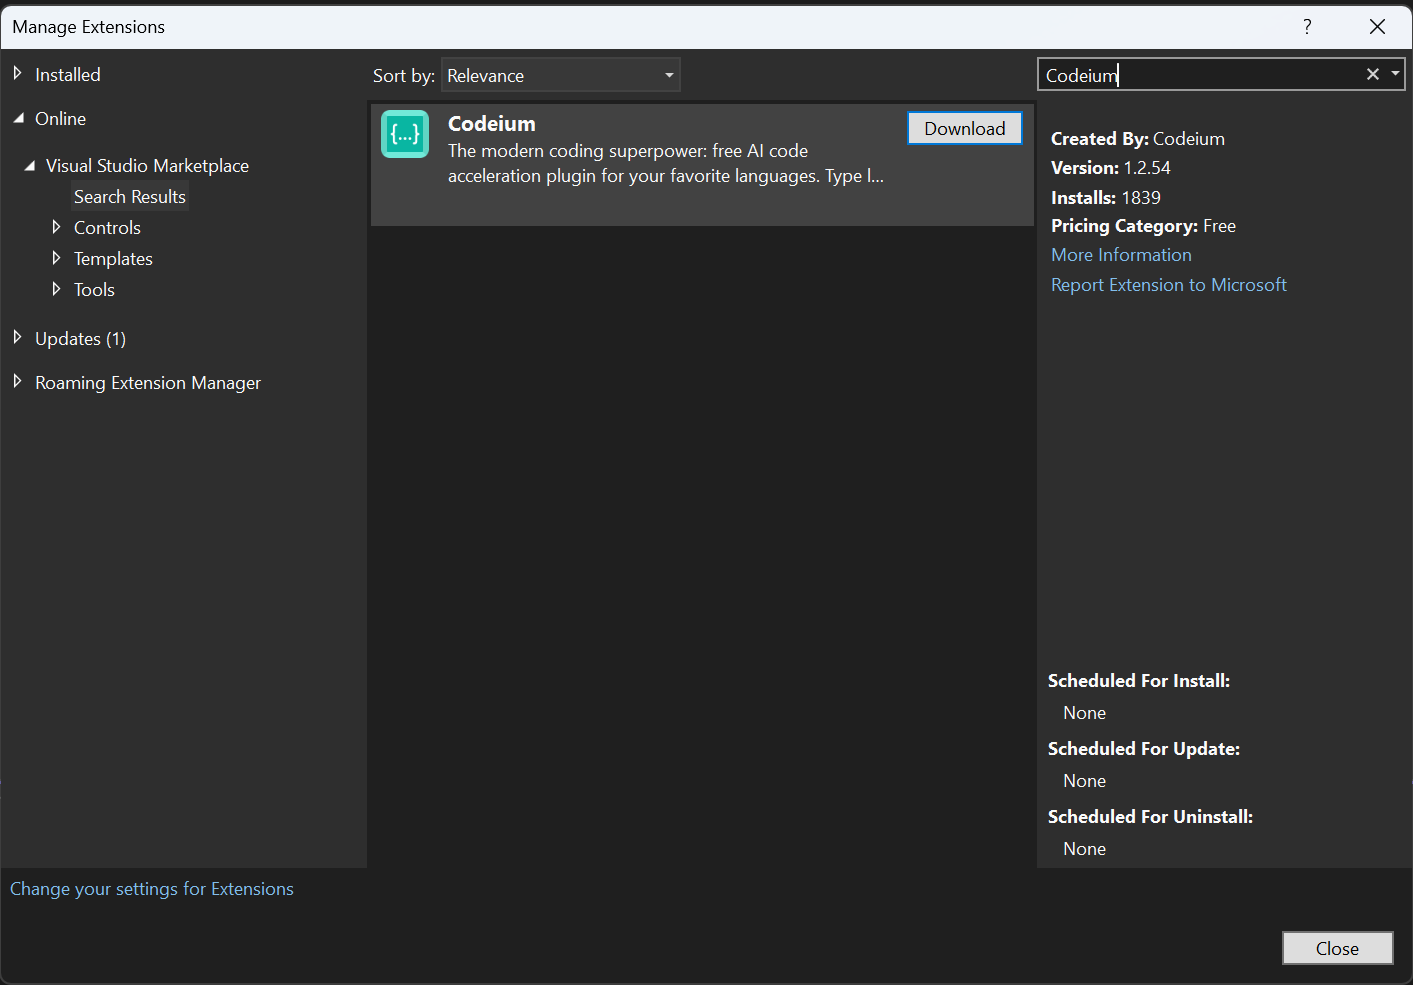 Manage Extensions
?
Installed
Online
Visual Studio Marketplace
Search Results
Controls
Templates
Tools
Updates (1)
Roaming Extension Manager
Sort by: Relevance
{...}
Codeium
Download
The modern coding superpower: free AI code
acceleration plugin for your favorite languages. Type l...
Codeium
Created By: Codeium
Version: 1.2.54
Installs: 1839
Pricing Category: Free
More Information
Report Extension to Microsoft
Scheduled For Install:
None
Scheduled For Update:
None
Scheduled For Uninstall:
None
Change your settings for Extensions
Close